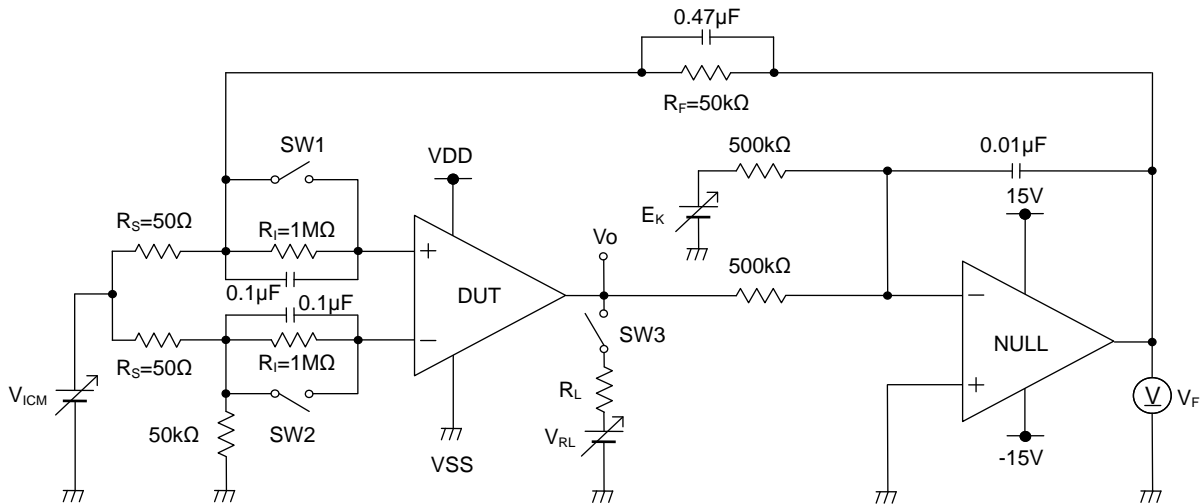 0.47µF
RF=50kΩ
SW1
VDD
500kΩ
0.01µF
15V
EK
RS=50Ω
RI=1MΩ
Vo
500kΩ
+
0.1µF
0.1µF
DUT
−
−
SW3
NULL
RS=50Ω
RI=1MΩ
VICM
RL
+
V
VF
50kΩ
SW2
VRL
VSS
-15V